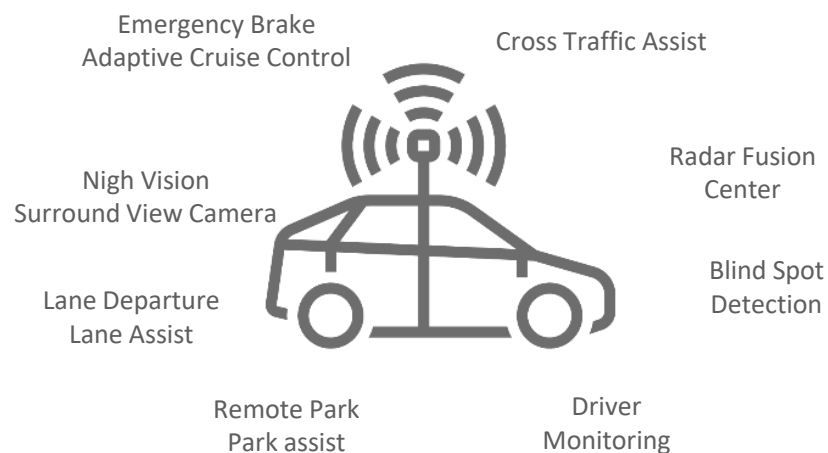 Emergency Brake
Adaptive Cruise Control
Cross Traffic Assist
Radar Fusion
Center
Nigh Vision
Surround View Camera
Blind Spot
Detection
Lane Departure
Lane Assist
Remote Park
Park assist
Driver
Monitoring